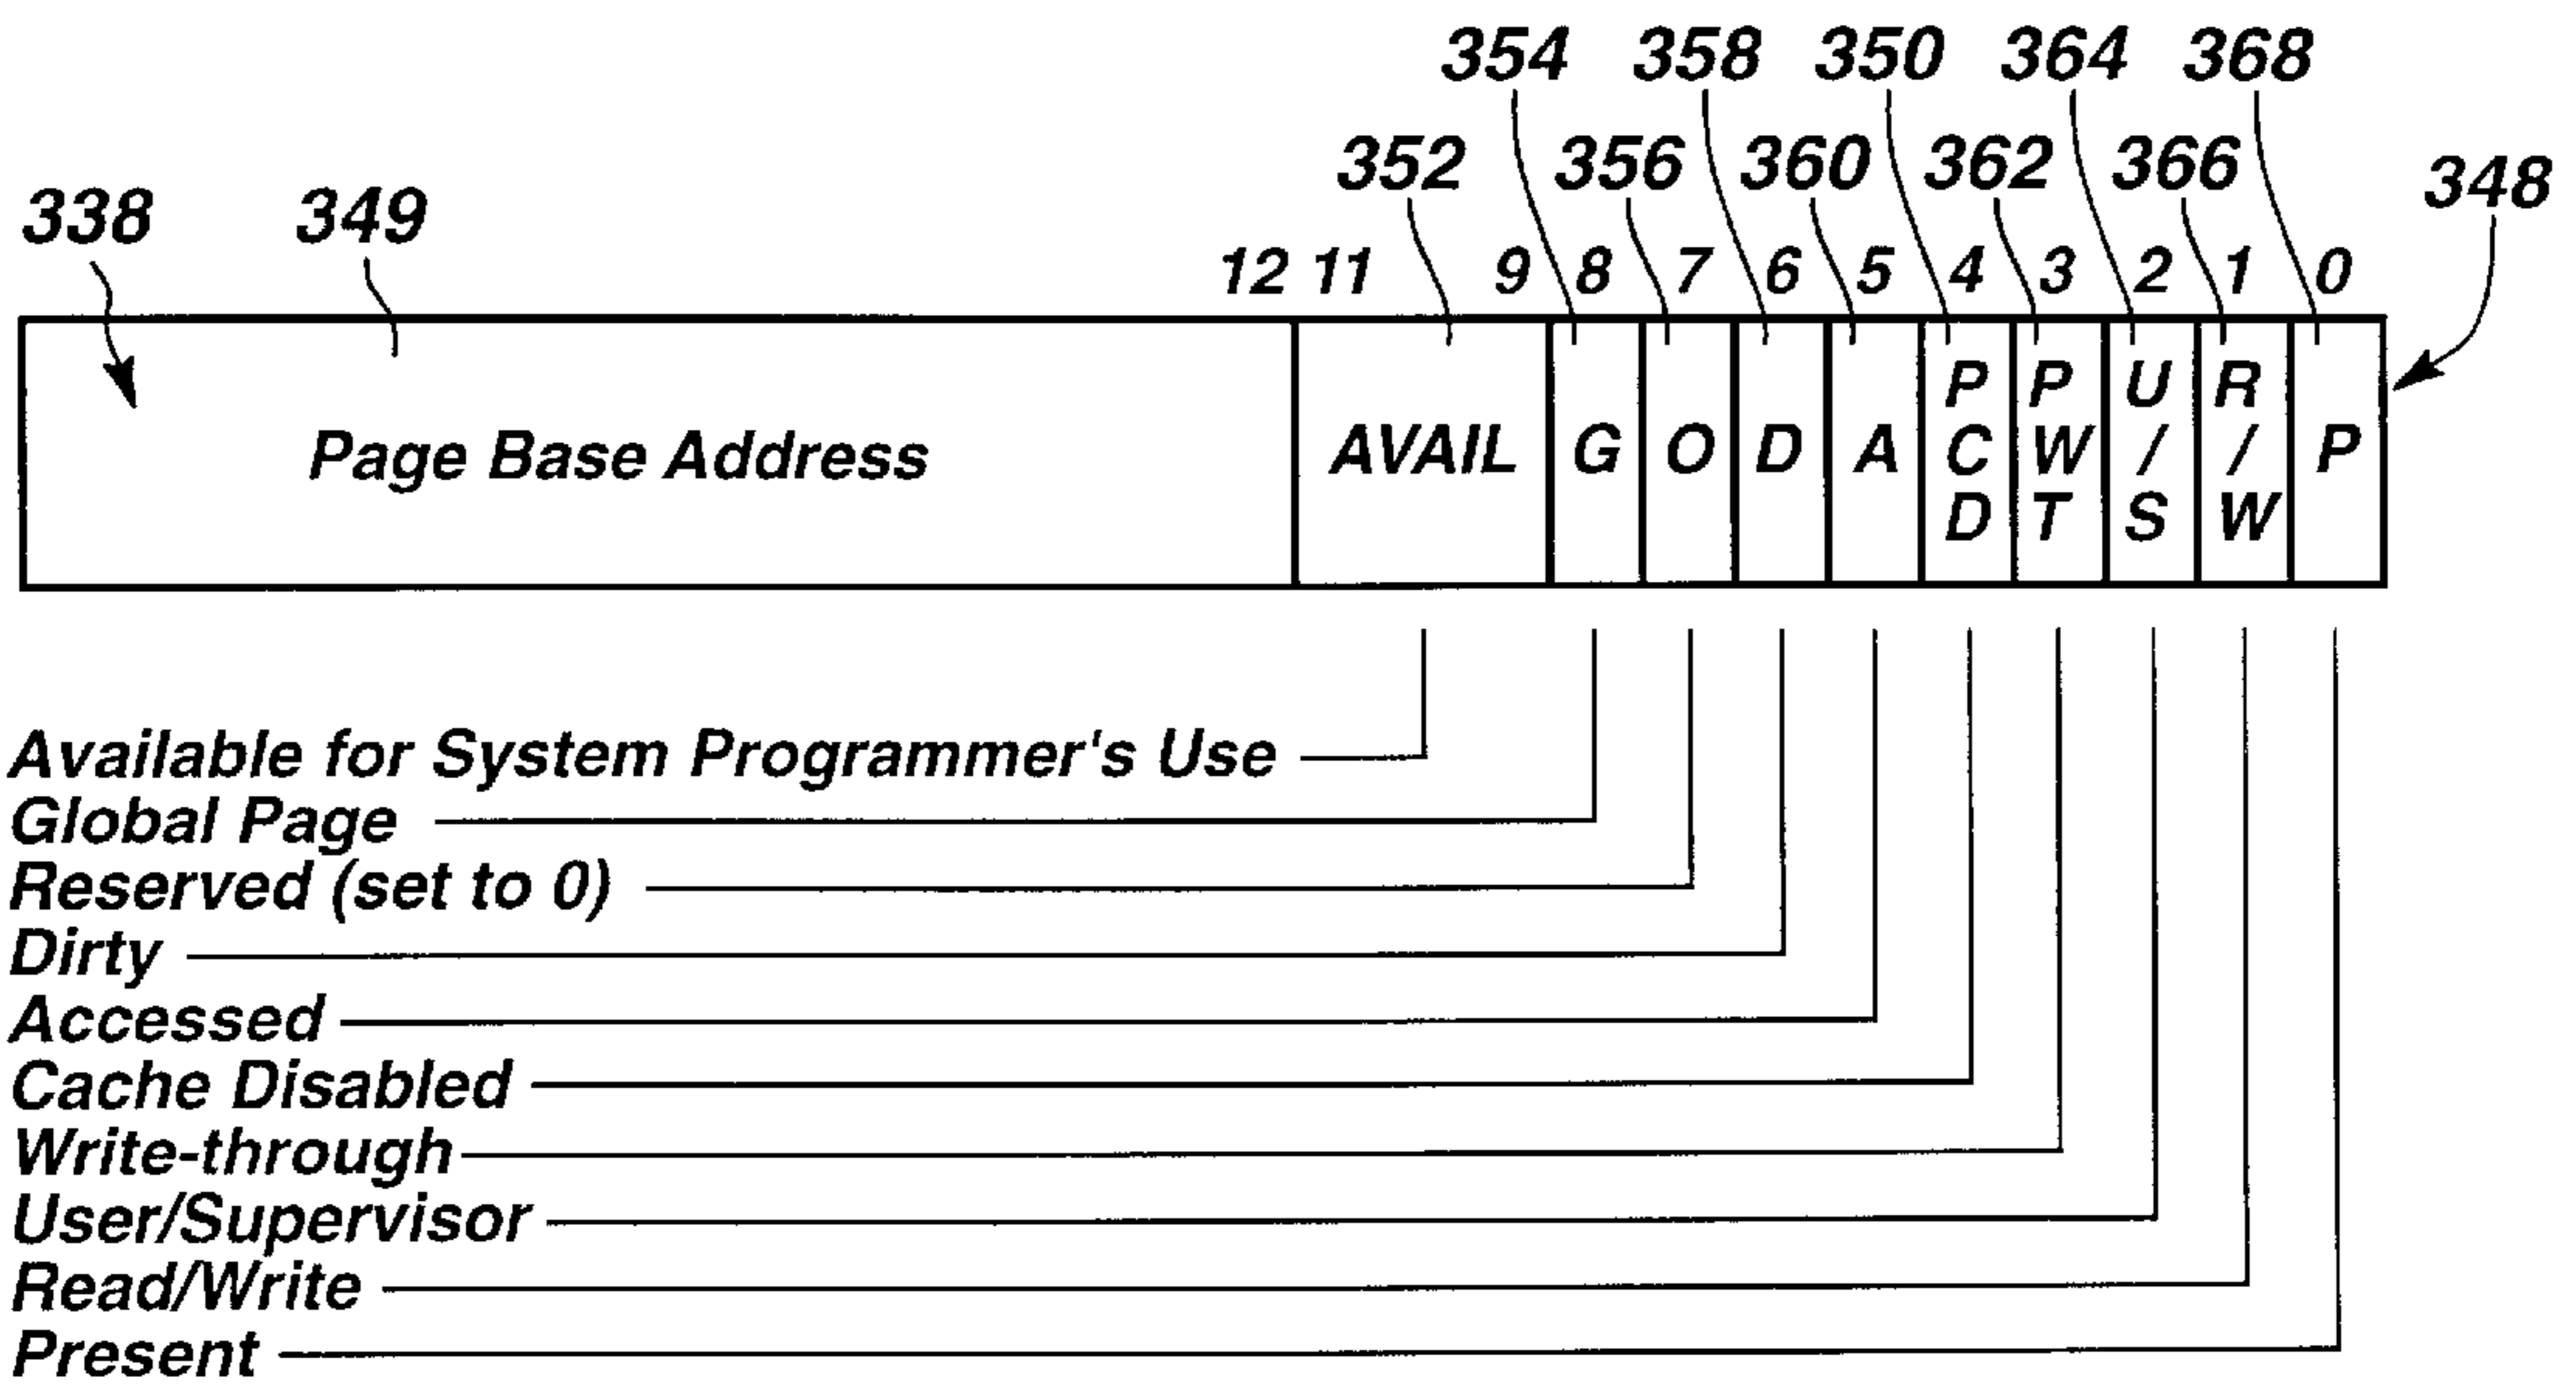 354 358 350 364 368
352 356 360 362 366 348
338 349
12 11 9 8 7 6 5 4 3 2 1 0
Page Base Address AVAIL G O D A PCD PWT U/S R/W P
Available for System Programmer's Use
Global Page
Reserved (set to 0)
Dirty
Accessed
Cache Disabled
Write-through
User/Supervisor
Read/Write
Present